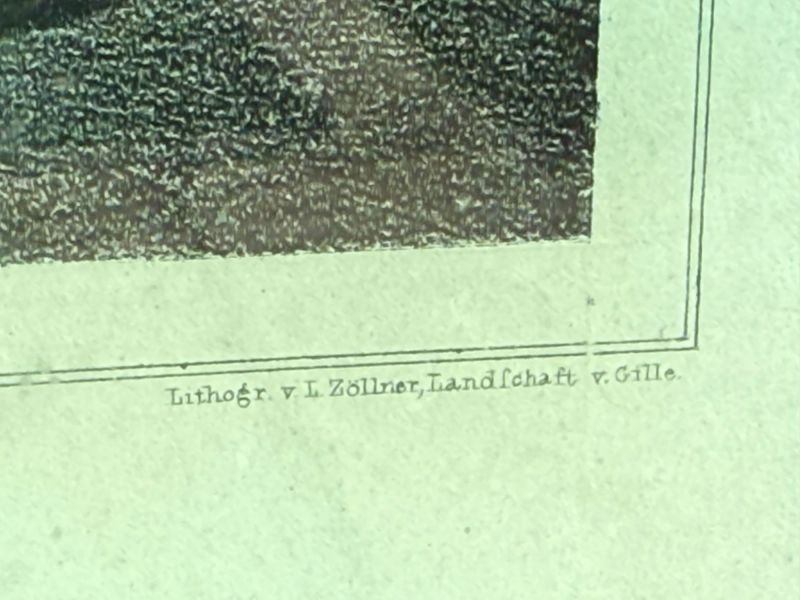 Lithogr. v. L. Zöllner, Landſchaft v. Gille.